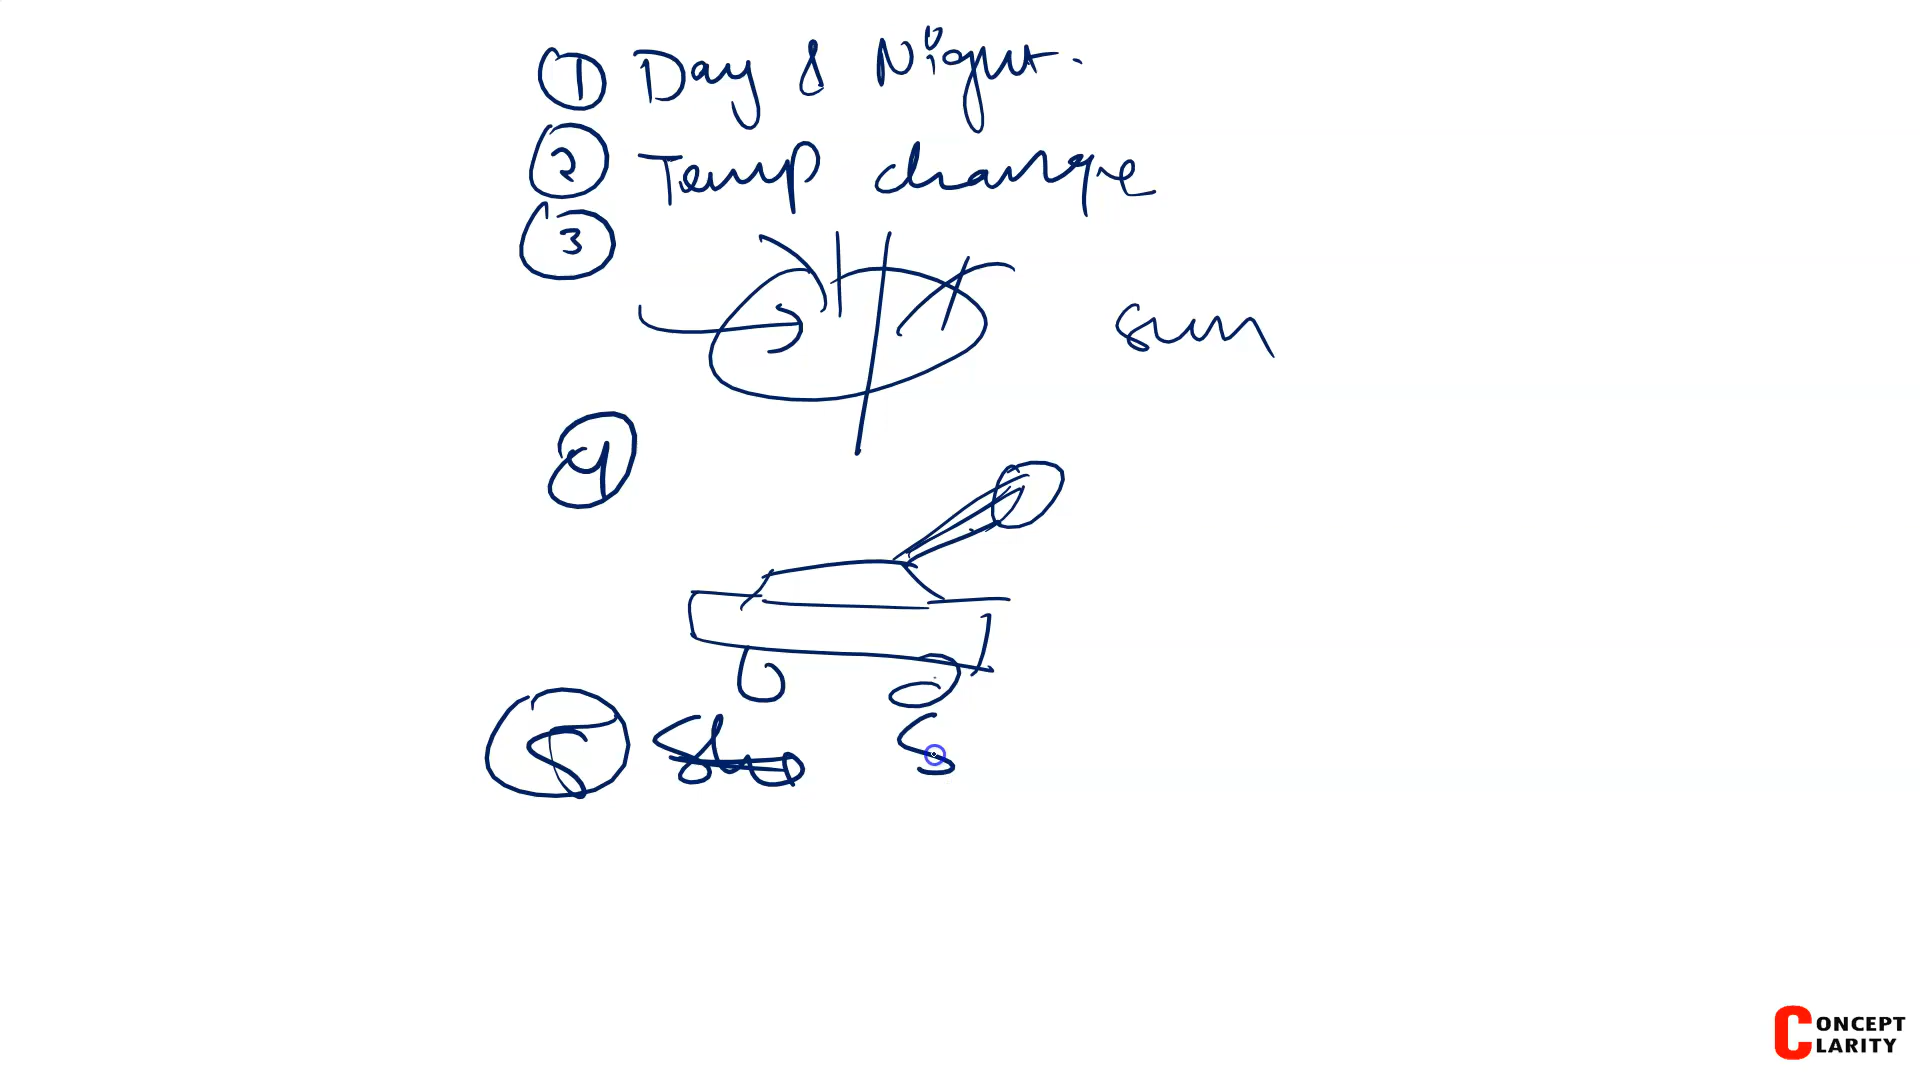 ① Day & Night.
② Temp change
③
sun
④
⑤ S
CONCEPT
CLARITY